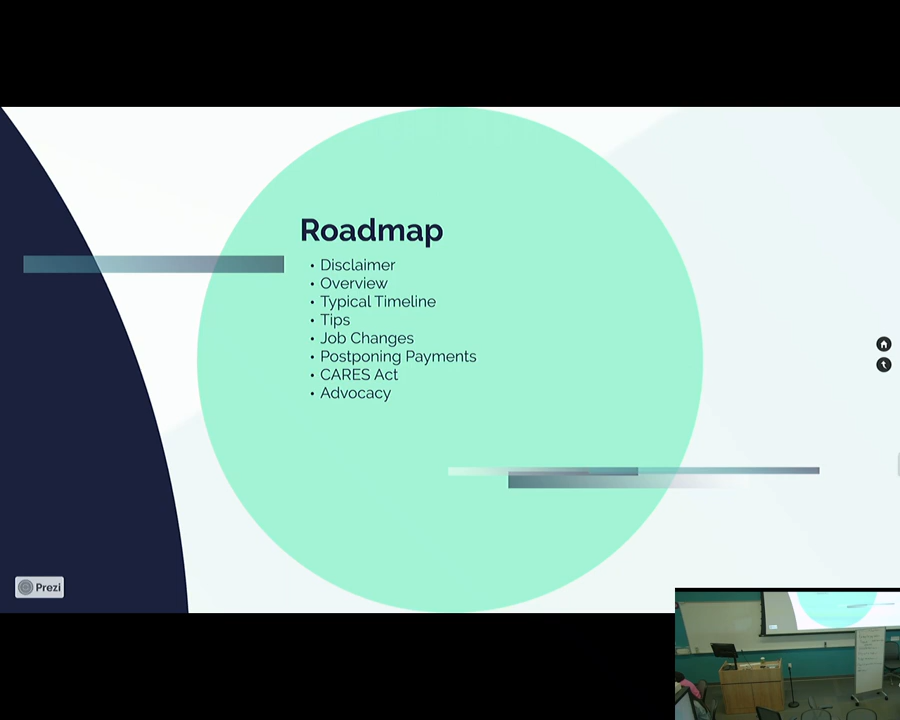 Roadmap
• Disclaimer
• Overview
• Typical Timeline
• Tips
• Job Changes
• Postponing Payments
• CARES Act
• Advocacy
Prezi